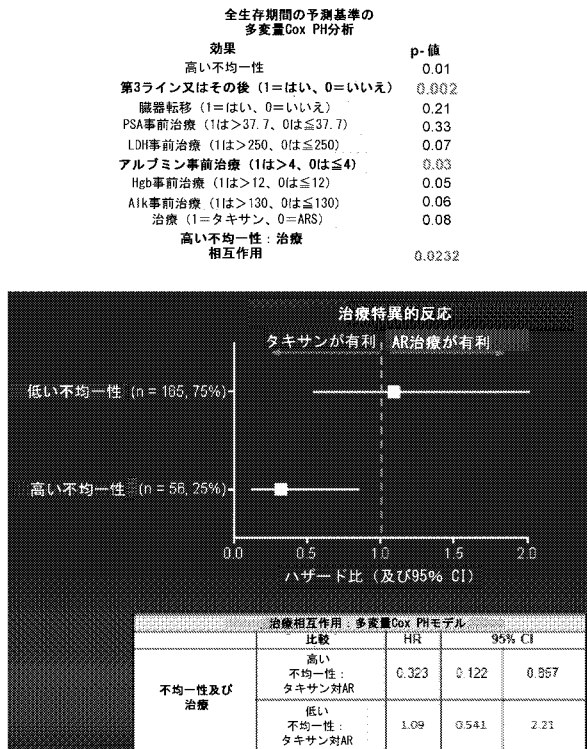 全生存期間の予測基準の
多変量Cox PH分析
効果 p-値
高い不均一性 0.01
第3ライン又はその後（1＝はい、0＝いいえ） 0.002
臓器転移（1＝はい、0＝いいえ） 0.21
PSA事前治療（1は＞37.7、0は≦37.7） 0.33
LDH事前治療（1は＞250、0は≦250） 0.07
アルブミン事前治療（1は＞4、0は≦4） 0.03
Hgb事前治療（1は＞12、0は≦12） 0.05
Alk事前治療（1は＞130、0は≦130） 0.06
治療（1＝タキサン、0＝ARS） 0.08
高い不均一性：治療
相互作用 0.0232
治療特異的反応
タキサンが有利 AR治療が有利
低い不均一性 (n = 165, 75%)
高い不均一性 (n = 56, 25%)
0.0 0.5 1.0 1.5 2.0
ハザード比（及び95% CI）
治療相互作用：多変量Cox PHモデル
比較 HR 95% CI
不均一性及び
治療
高い
不均一性：
タキサン対AR
0.323 0.122 0.857
低い
不均一性：
タキサン対AR
1.09 0.541 2.21